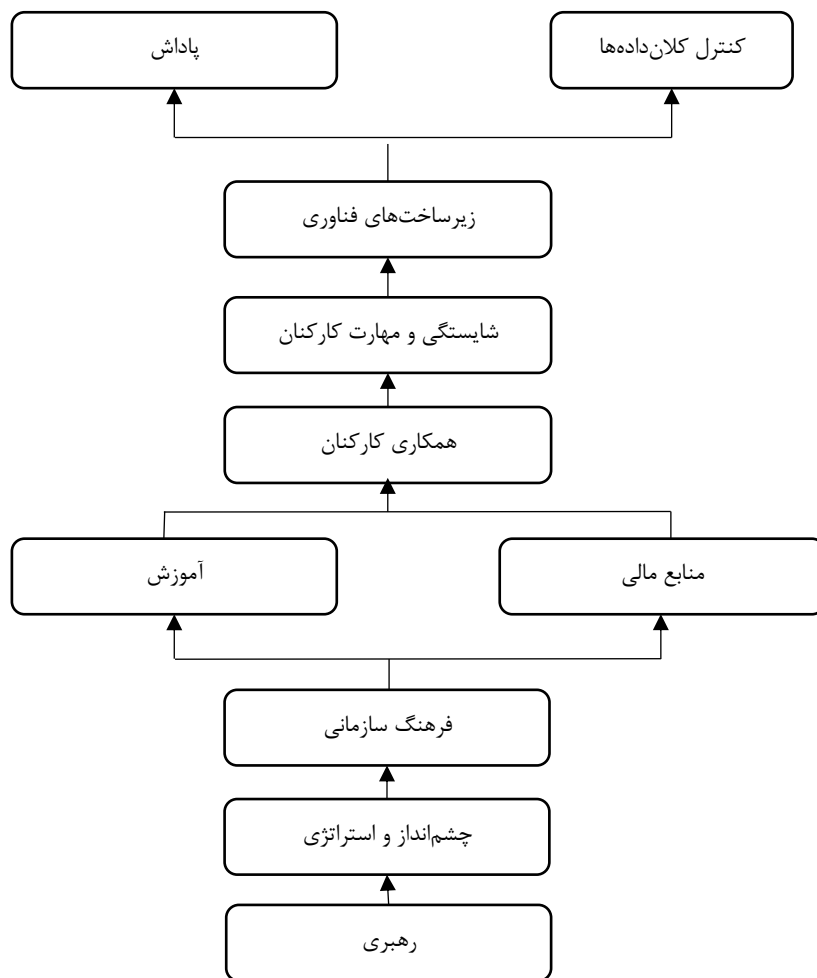 کنترل کلان‌داده‌ها
پاداش
زیرساخت‌های فناوری
شایستگی و مهارت کارکنان
همکاری کارکنان
منابع مالی
آموزش
فرهنگ سازمانی
چشم‌انداز و استراتژی
رهبری